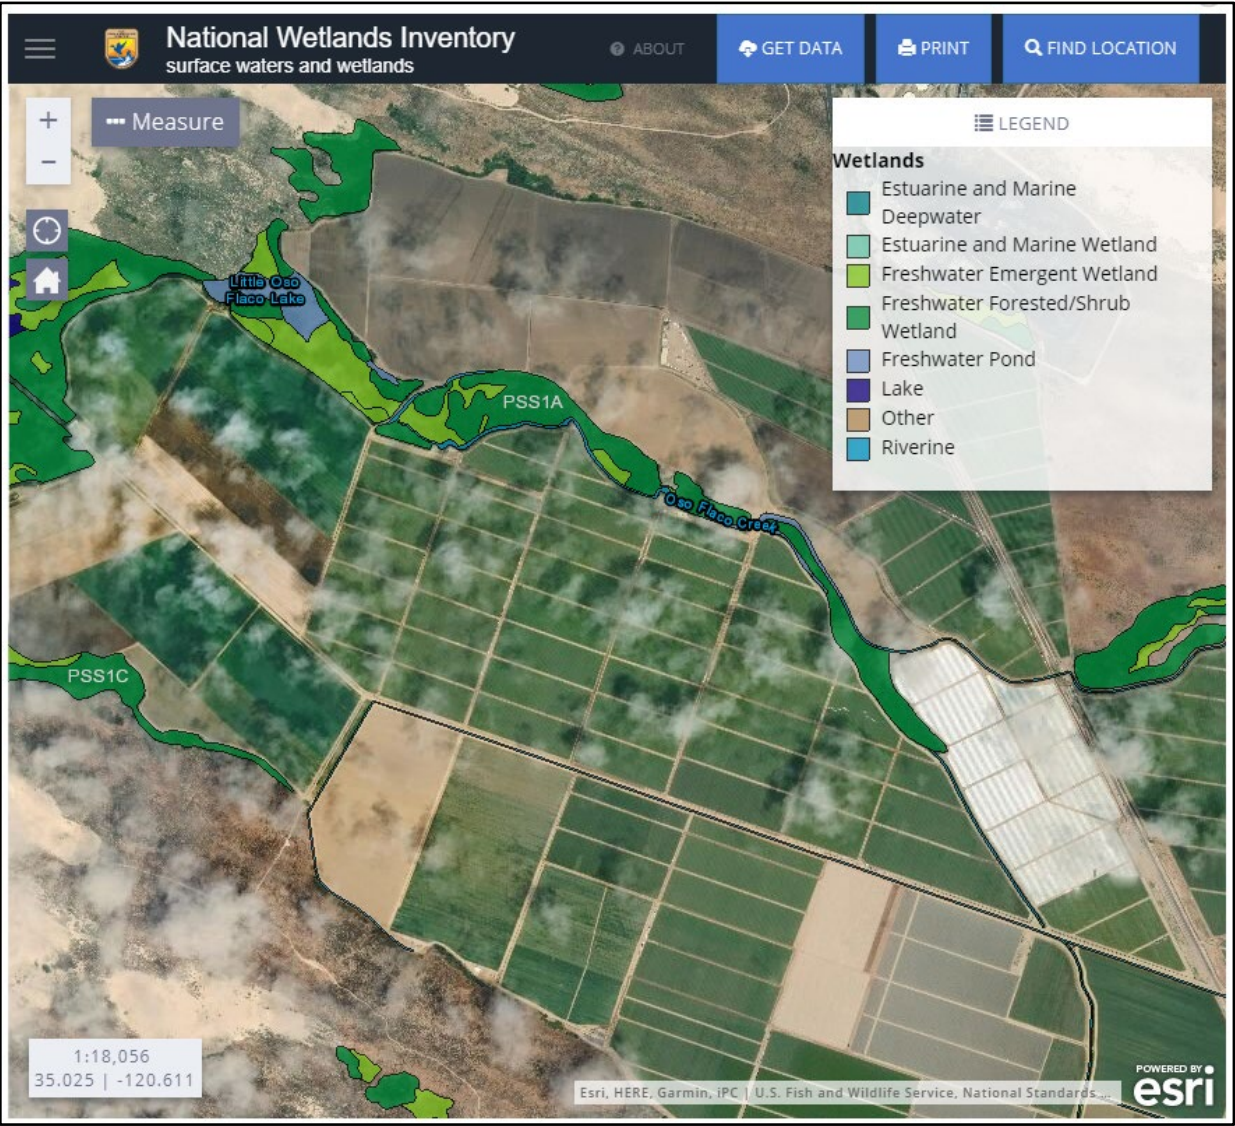 National Wetlands Inventory
surface waters and wetlands
ABOUT
GET DATA
PRINT
FIND LOCATION
+
Measure
−
LEGEND
Wetlands
Estuarine and Marine
Deepwater
Estuarine and Marine Wetland
Freshwater Emergent Wetland
Freshwater Forested/Shrub
Wetland
Freshwater Pond
Lake
Other
Riverine
Little Oso
Flaco Lake
PSS1A
Oso Flaco Creek
PSS1C
1:18,056
35.025 | -120.611
Esri, HERE, Garmin, iPC | U.S. Fish and Wildlife Service, National Standards ...
POWERED BY
esri